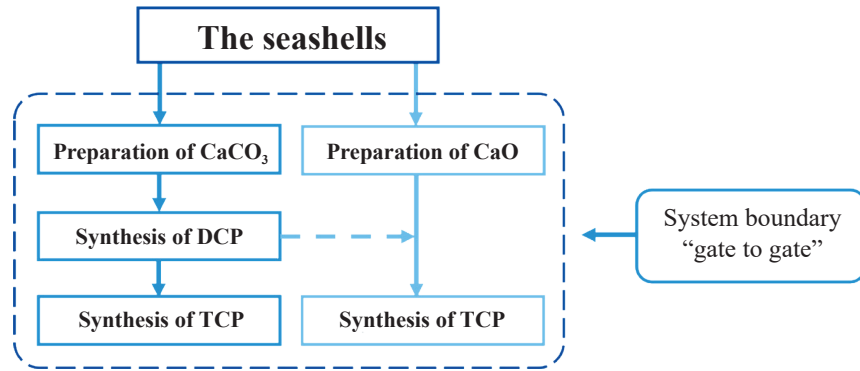 The seashells
Preparation of CaCO₃
Preparation of CaO
Synthesis of DCP
System boundary
“gate to gate”
Synthesis of TCP
Synthesis of TCP